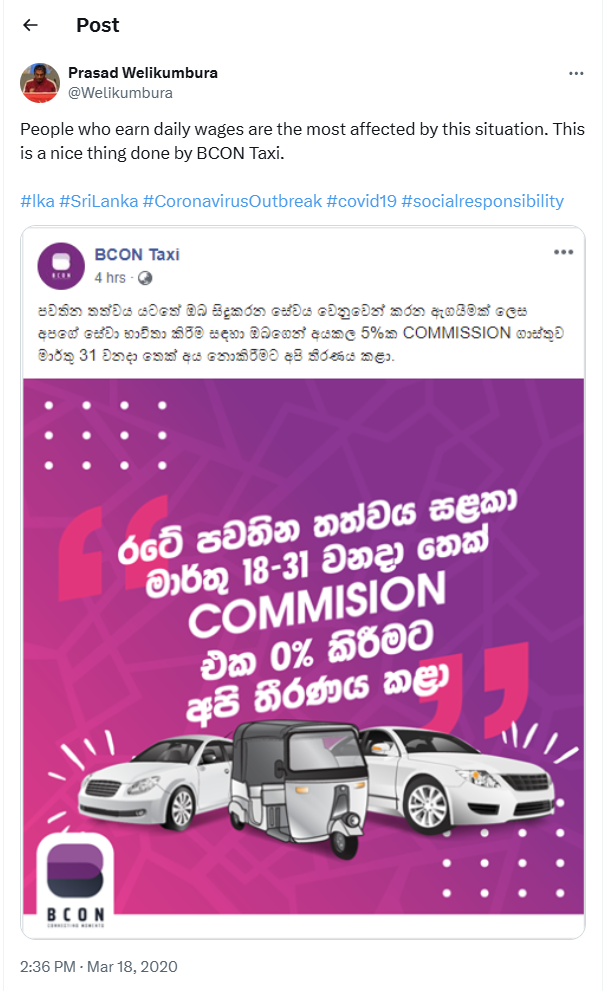 Post
Prasad Welikumbura
@Welikumbura
People who earn daily wages are the most affected by this situation. This
is a nice thing done by BCON Taxi.
#lka #SriLanka #CoronavirusOutbreak #covid19 #socialresponsibility
BCON
BCON Taxi
4 hrs ·
පවතින තත්වය යටතේ ඔබ සිදුකරන සේවය වෙනුවෙන් කරන ඇගයීමක් ලෙස
අපගේ සේවා භාවිතා කිරීම සඳහා ඔබගෙන් අයකල 5%ක COMMISSION ගාස්තුව
මාර්තු 31 වනදා තෙක් අය නොකිරීමට අපි තීරණය කළා.
“
රටේ පවතින තත්වය සළකා
මාර්තු 18-31 වනදා තෙක්
COMMISION
එක 0% කිරීමට
අපි තීරණය කළා
”
BCON
CONNECTING MOMENTS
2:36 PM · Mar 18, 2020